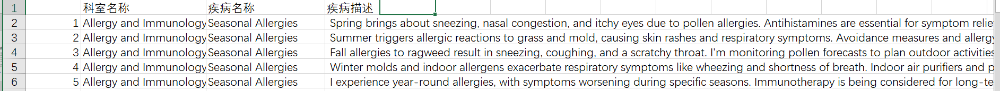 1 科室名称 疾病名称 疾病描述
2 1 Allergy and Immunology Seasonal Allergies Spring brings about sneezing, nasal congestion, and itchy eyes due to pollen allergies. Antihistamines are essential for symptom relie
3 2 Allergy and Immunology Seasonal Allergies Summer triggers allergic reactions to grass and mold, causing skin rashes and respiratory symptoms. Avoidance measures and allergy
4 3 Allergy and Immunology Seasonal Allergies Fall allergies to ragweed result in sneezing, coughing, and a scratchy throat. I'm monitoring pollen forecasts to plan outdoor activities
5 4 Allergy and Immunology Seasonal Allergies Winter molds and indoor allergens exacerbate respiratory symptoms like wheezing and shortness of breath. Indoor air purifiers and p
6 5 Allergy and Immunology Seasonal Allergies I experience year-round allergies, with symptoms worsening during specific seasons. Immunotherapy is being considered for long-te